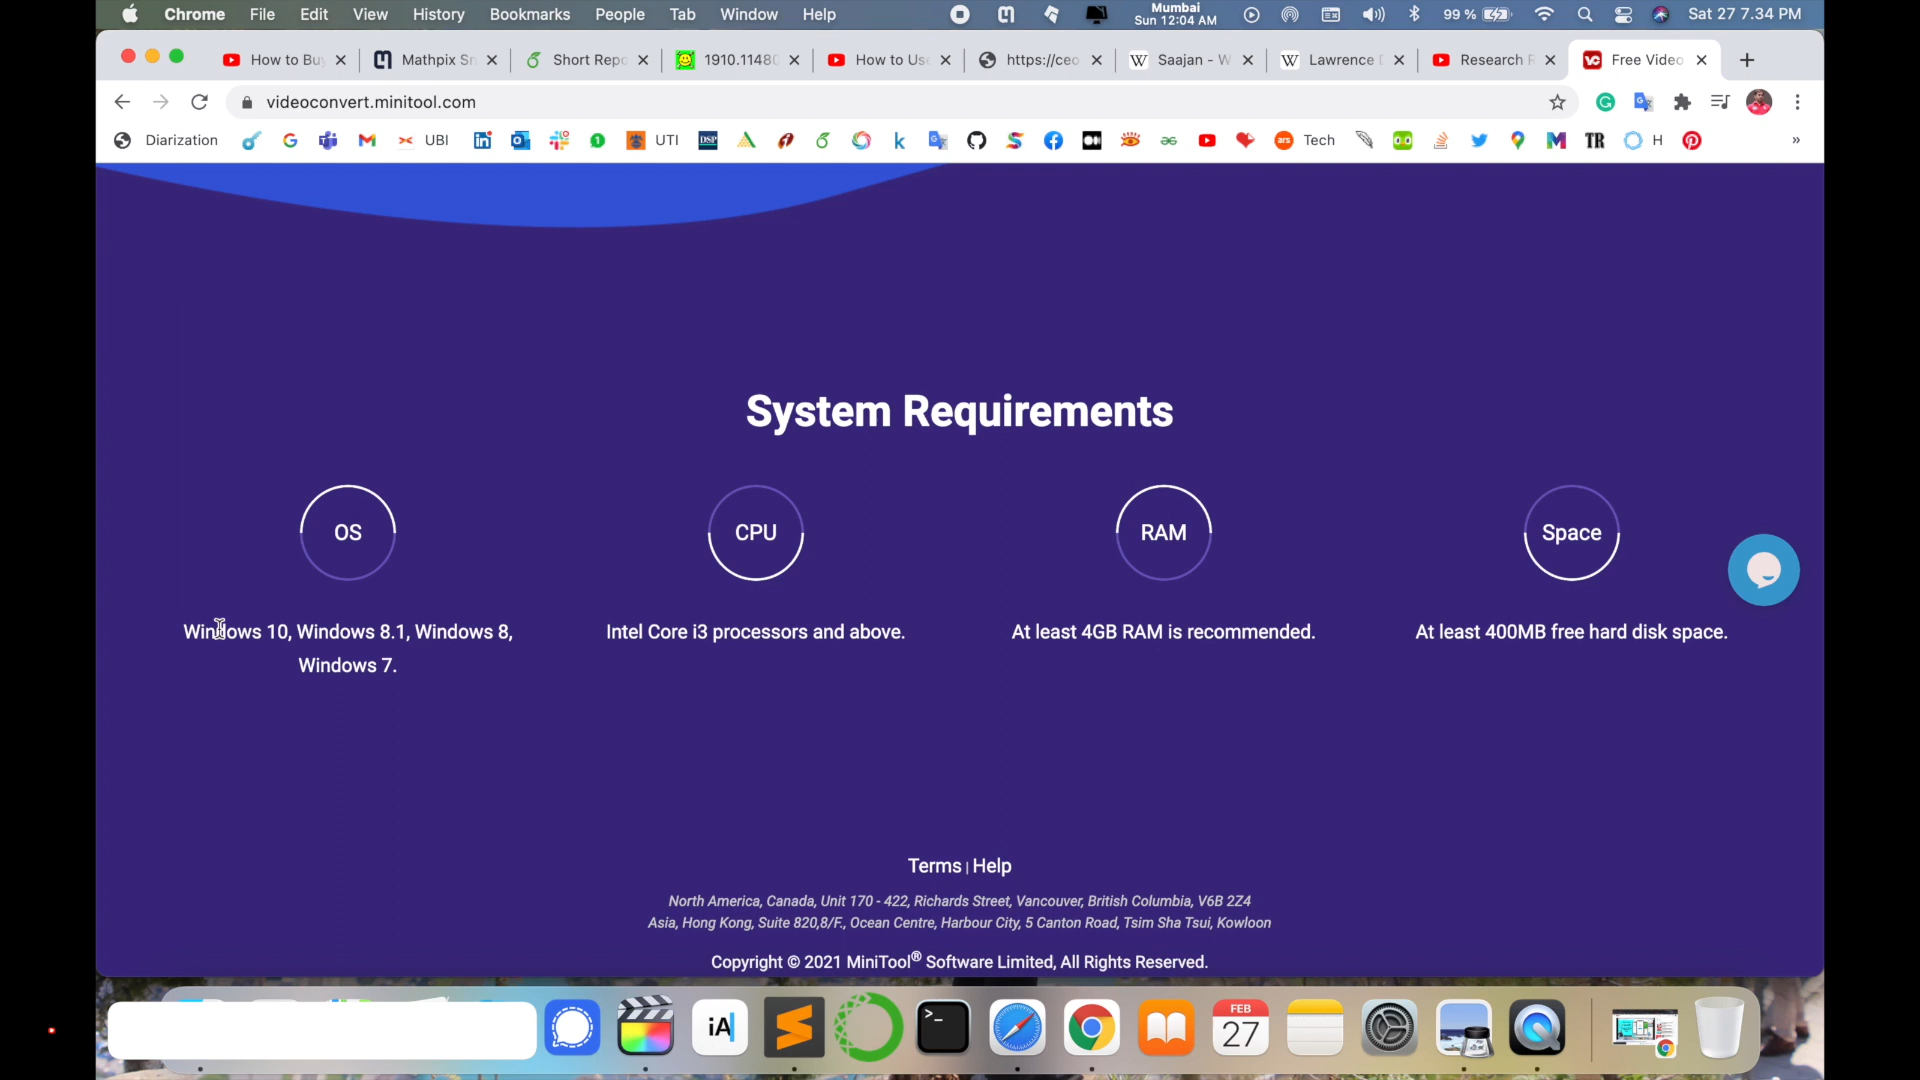 Chrome File Edit View History Bookmarks People Tab Window Help
Mumbai
Sun 12:04 AM
99 %
Sat 27 7.34 PM
How to Bu
Mathpix Sn
Short Repo
1910.11480
How to Use
https://ceo
Saajan - W
Lawrence D
Research R
Free Video
videoconvert.minitool.com
Diarization
UBI
UTI
DSP
Tech
TR
H
»
System Requirements
OS
CPU
RAM
Space
Windows 10, Windows 8.1, Windows 8,
Windows 7.
Intel Core i3 processors and above.
At least 4GB RAM is recommended.
At least 400MB free hard disk space.
Terms | Help
North America, Canada, Unit 170 - 422, Richards Street, Vancouver, British Columbia, V6B 2Z4
Asia, Hong Kong, Suite 820,8/F., Ocean Centre, Harbour City, 5 Canton Road, Tsim Sha Tsui, Kowloon
Copyright © 2021 MiniTool® Software Limited, All Rights Reserved.
iA
>_
FEB
27